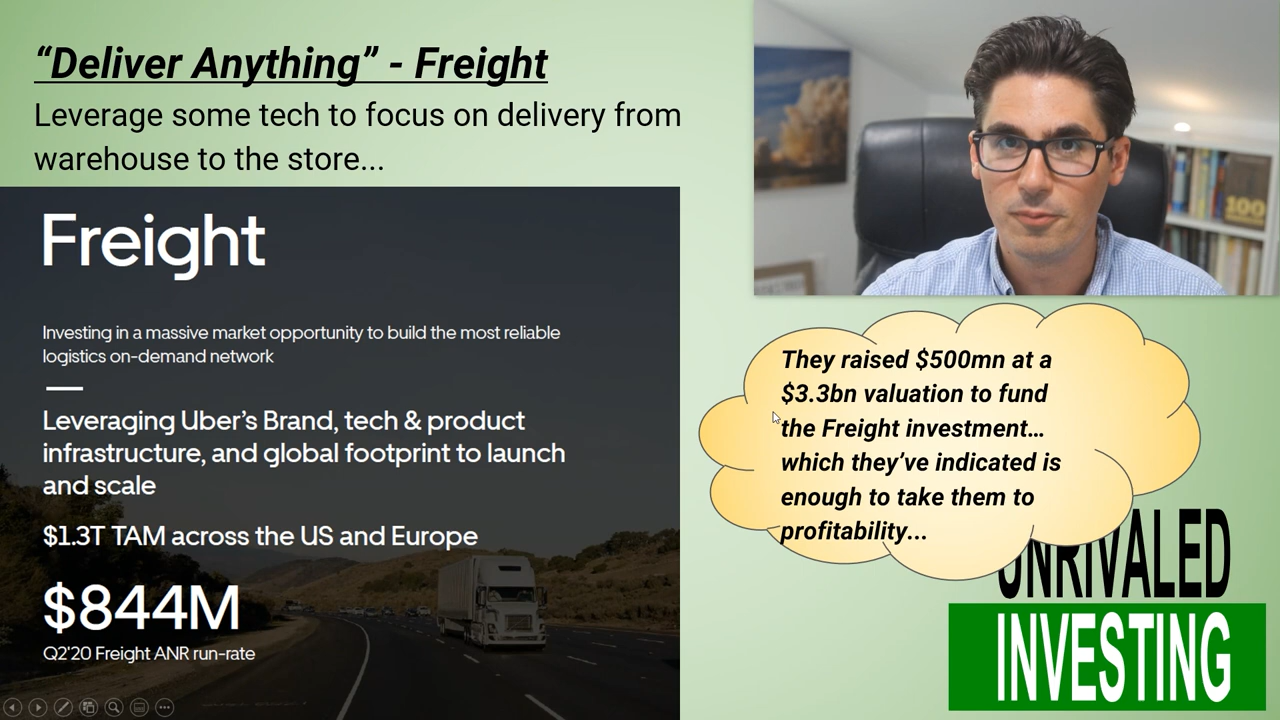 “Deliver Anything” - Freight
Leverage some tech to focus on delivery from
warehouse to the store...
Freight
Investing in a massive market opportunity to build the most reliable
logistics on-demand network
Leveraging Uber’s Brand, tech & product
infrastructure, and global footprint to launch
and scale
$1.3T TAM across the US and Europe
$844M
Q2'20 Freight ANR run-rate
100
They raised $500mn at a
$3.3bn valuation to fund
the Freight investment…
which they’ve indicated is
enough to take them to
profitability...
UNRIVALED
INVESTING